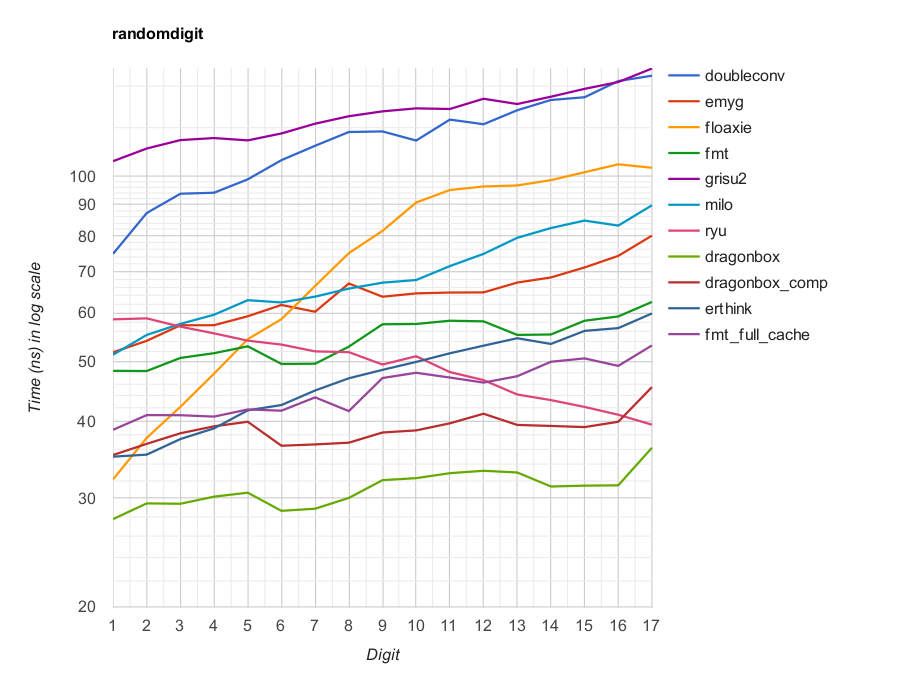 randomdigit
doubleconv
emyg
floaxie
fmt
grisu2
milo
ryu
dragonbox
dragonbox_comp
erthink
fmt_full_cache
Time (ns) in log scale
100
90
80
70
60
50
40
30
20
1 2 3 4 5 6 7 8 9 10 11 12 13 14 15 16 17
Digit